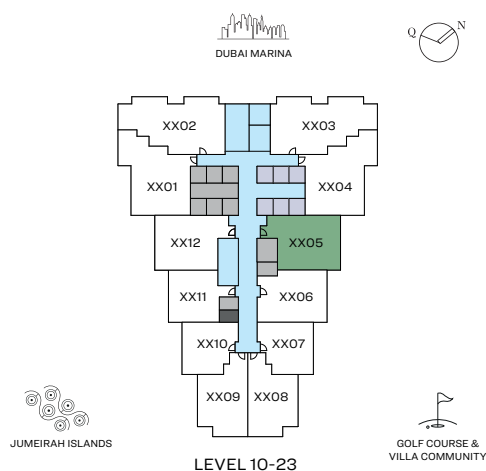 DUBAI MARINA
Q N
XX02 XX03
XX01 XX04
XX12 XX05
XX11 XX06
XX10 XX07
XX09 XX08
JUMEIRAH ISLANDS
GOLF COURSE &
VILLA COMMUNITY
LEVEL 10-23